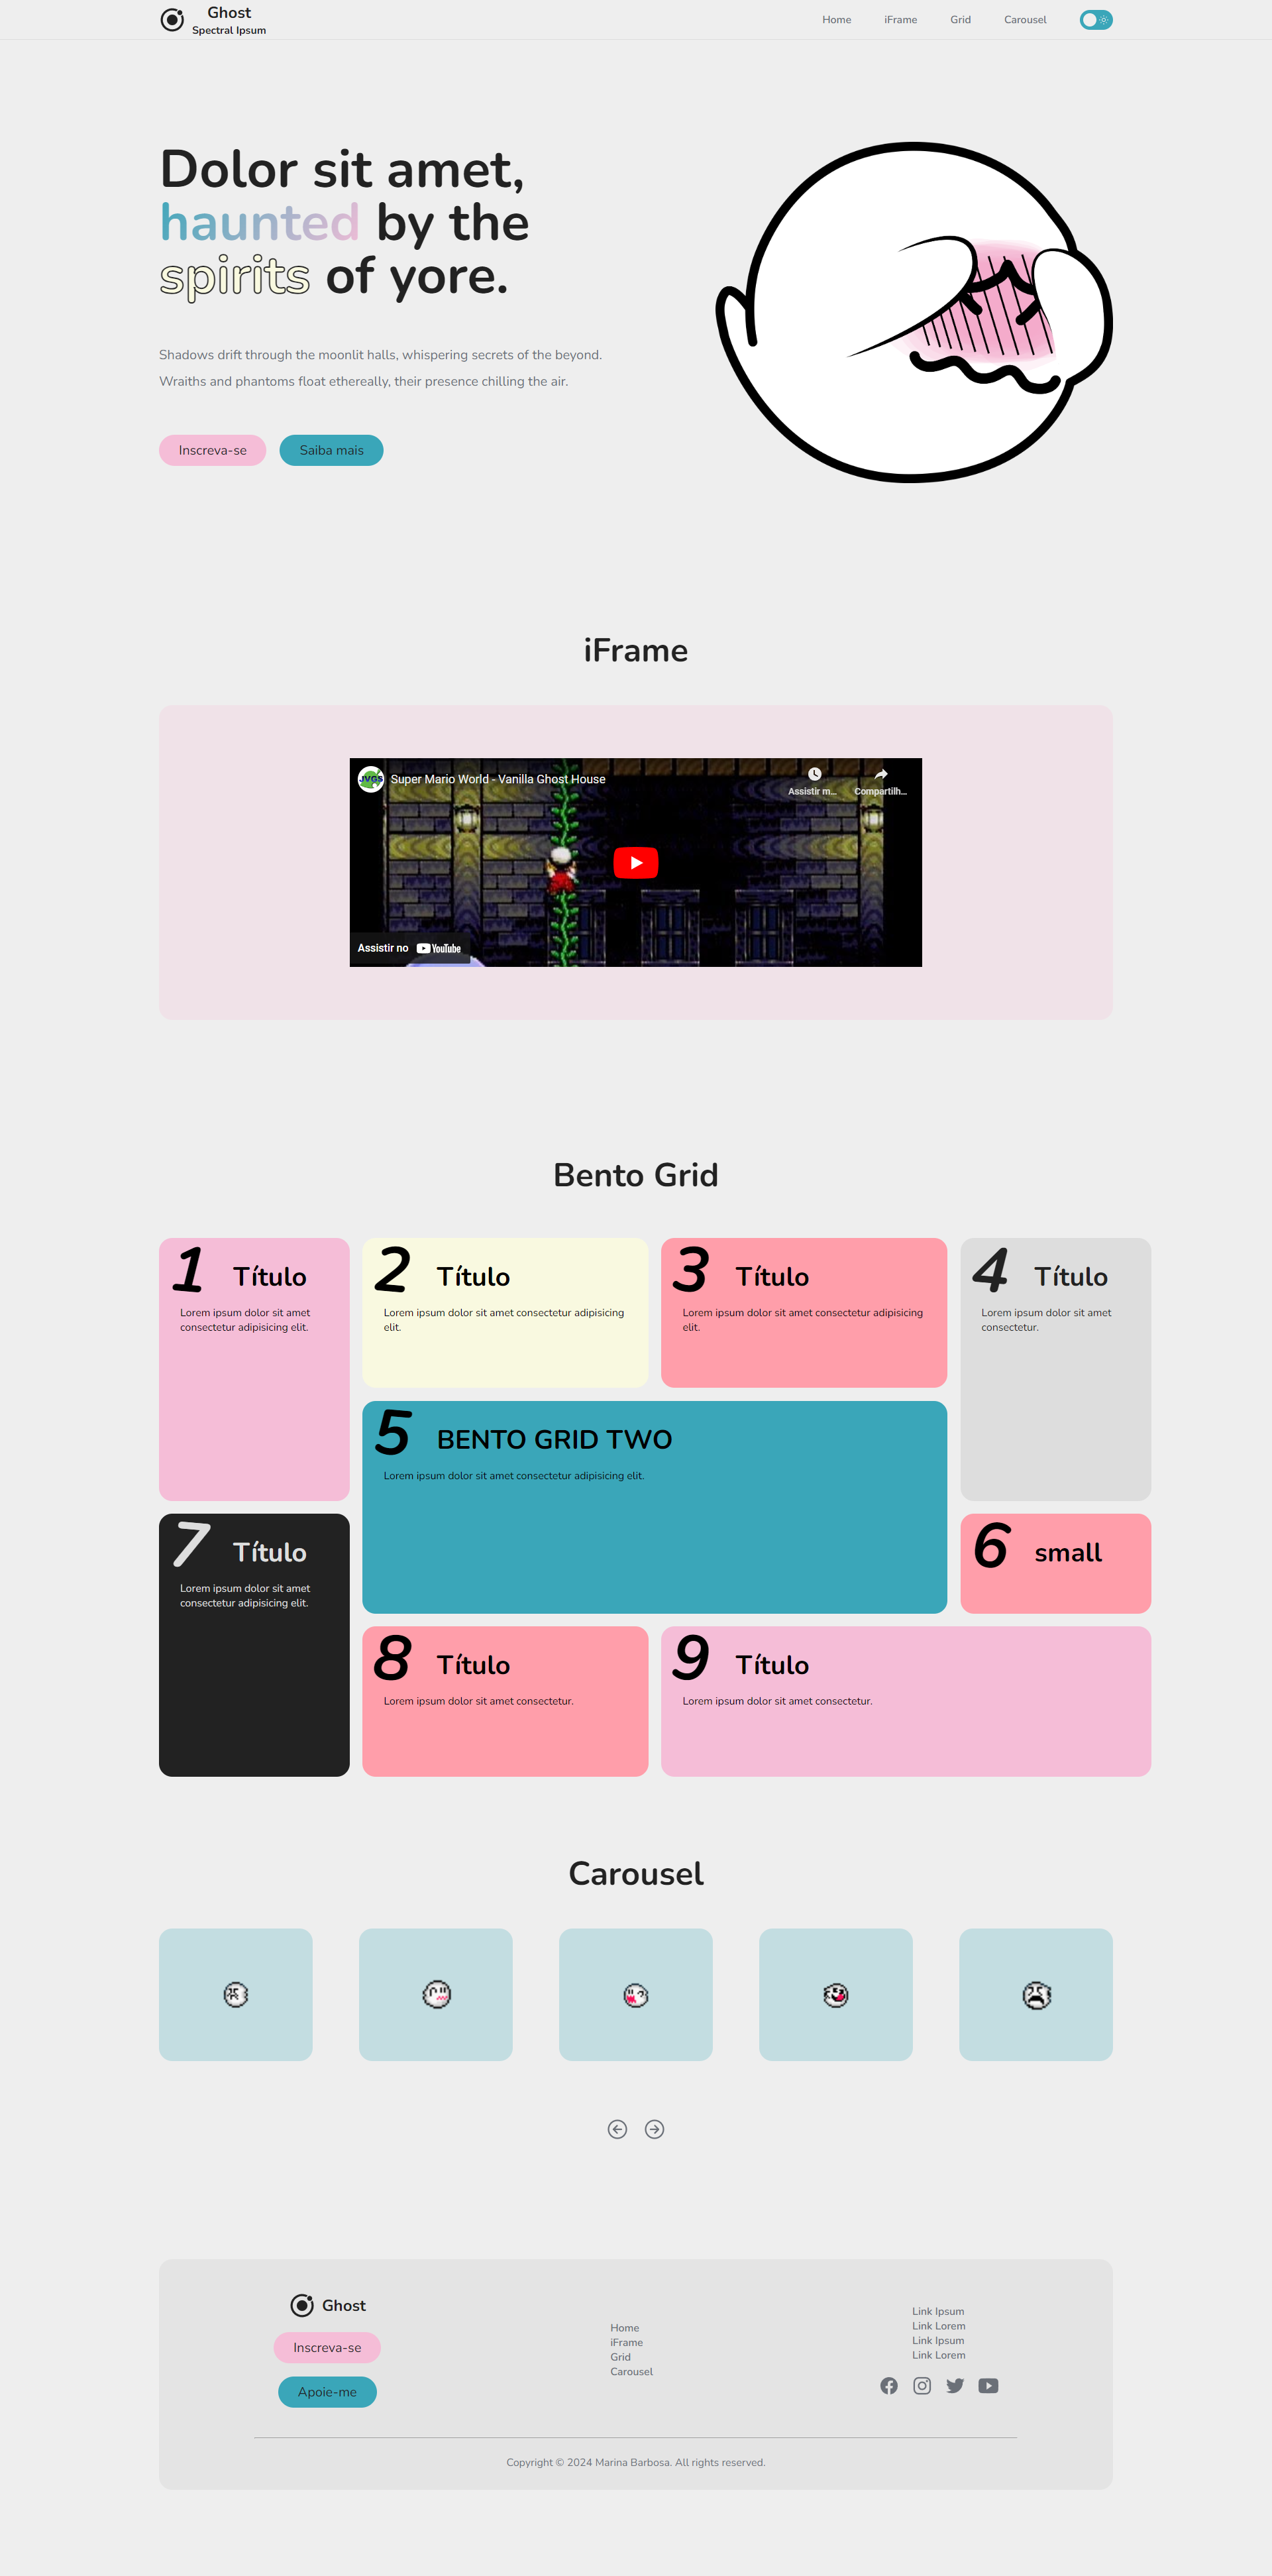 Ghost
Spectral Ipsum
Home
iFrame
Grid
Carousel
Dolor sit amet,
haunted by the
spirits of yore.
Shadows drift through the moonlit halls, whispering secrets of the beyond.
Wraiths and phantoms float ethereally, their presence chilling the air.
Inscreva-se
Saiba mais
iFrame
JVGS
Super Mario World - Vanilla Ghost House
Assistir m...
Compartilh...
Assistir no YouTube
Bento Grid
1
Título
Lorem ipsum dolor sit amet
consectetur adipisicing elit.
2
Título
Lorem ipsum dolor sit amet consectetur adipisicing
elit.
3
Título
Lorem ipsum dolor sit amet consectetur adipisicing
elit.
4
Título
Lorem ipsum dolor sit amet
consectetur.
5
BENTO GRID TWO
Lorem ipsum dolor sit amet consectetur adipisicing elit.
7
Título
Lorem ipsum dolor sit amet
consectetur adipisicing elit.
6
small
8
Título
Lorem ipsum dolor sit amet consectetur.
9
Título
Lorem ipsum dolor sit amet consectetur.
Carousel
Ghost
Inscreva-se
Apoie-me
Home
iFrame
Grid
Carousel
Link Ipsum
Link Lorem
Link Ipsum
Link Lorem
Copyright © 2024 Marina Barbosa. All rights reserved.